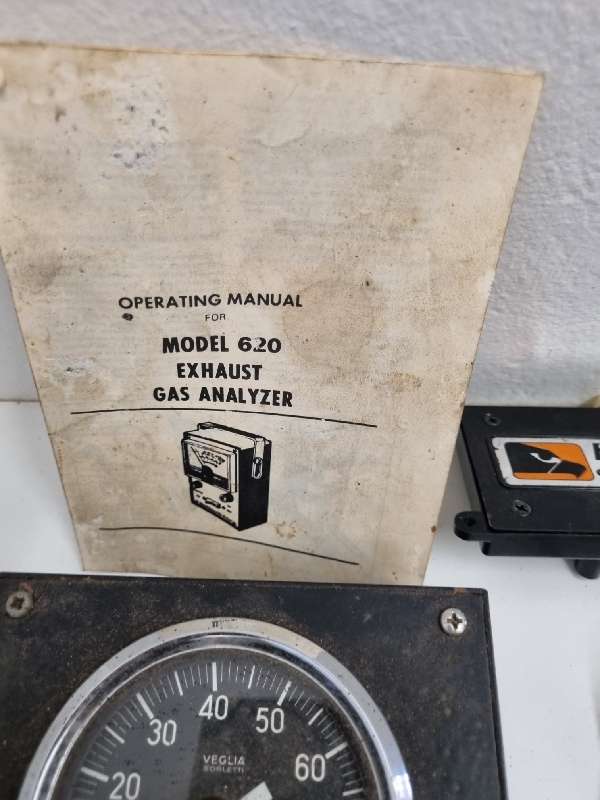 OPERATING MANUAL
FOR
MODEL 620
EXHAUST
GAS ANALYZER
20
30
40
50
60
VEGLIA
BORLETTI